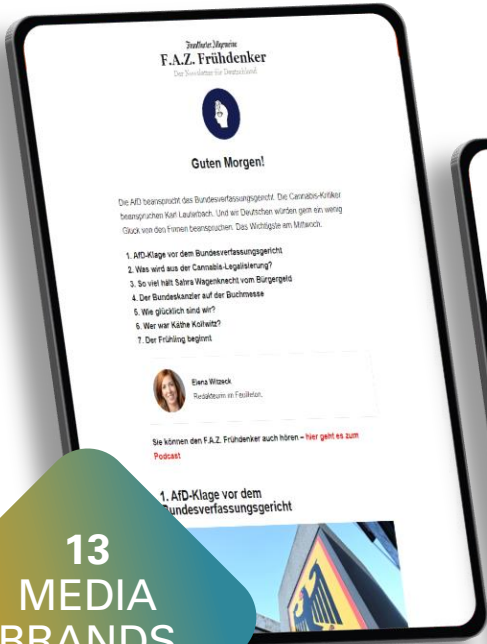 Frankfurter Allgemeine
F.A.Z. Frühdenker
Der Newsletter für Deutschland
Guten Morgen!
Die AfD beansprucht das Bundesverfassungsgericht. Die Cannabis-Kritiker
beanspruchen Karl Lauterbach. Und wir Deutschen würden gern ein wenig
Glück von den Finnen beanspruchen. Das Wichtigste am Mittwoch.
1. AfD-Klage vor dem Bundesverfassungsgericht
2. Was wird aus der Cannabis-Legalisierung?
3. So viel hält Sahra Wagenknecht vom Bürgergeld
4. Der Bundeskanzler auf der Buchmesse
5. Wie glücklich sind wir?
6. Wer war Käthe Kollwitz?
7. Der Frühling beginnt
Elena Witzeck
Redakteurin im Feuilleton.
Sie können den F.A.Z. Frühdenker auch hören – hier geht es zum
Podcast
1. AfD-Klage vor dem
Bundesverfassungsgericht
13
MEDIA
BRANDS